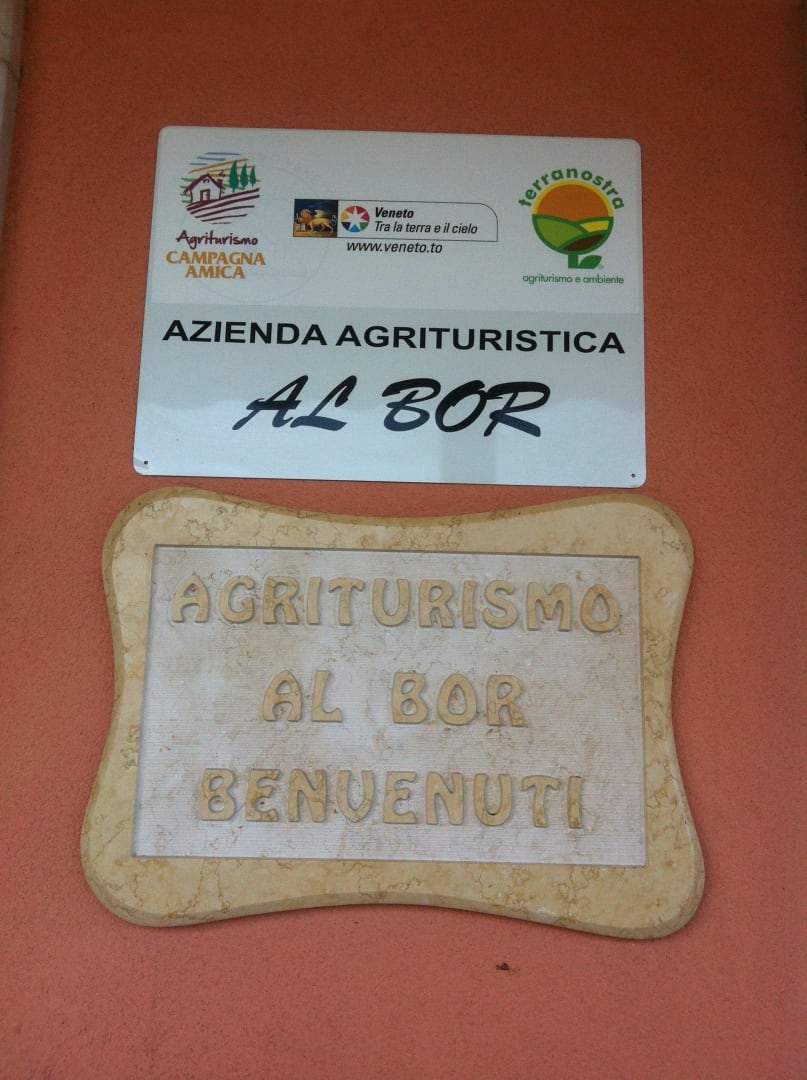 Agriturismo
CAMPAGNA
AMICA
Veneto
Tra la terra e il cielo
www.veneto.to
terranostra
agriturismo e ambiente
AZIENDA AGRITURISTICA
AL BOR
AGRITURISMO
AL BOR
BENVENUTI